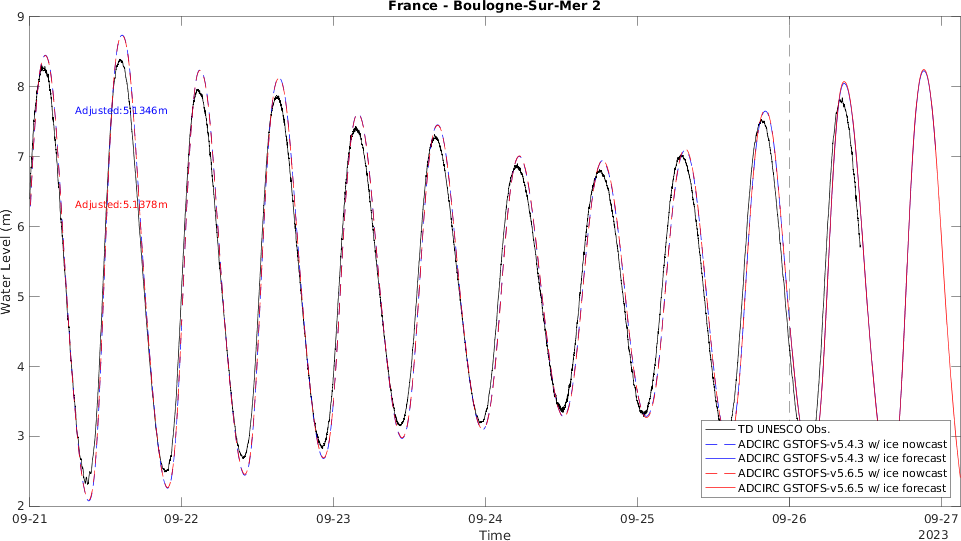 France - Boulogne-Sur-Mer 2
9
8
7
6
5
4
3
2
Water Level (m)
Adjusted:5.1346m
Adjusted:5.1378m
TD UNESCO Obs.
ADCIRC GSTOFS-v5.4.3 w/ ice nowcast
ADCIRC GSTOFS-v5.4.3 w/ ice forecast
ADCIRC GSTOFS-v5.6.5 w/ ice nowcast
ADCIRC GSTOFS-v5.6.5 w/ ice forecast
09-21 09-22 09-23 09-24 09-25 09-26 09-27
Time
2023